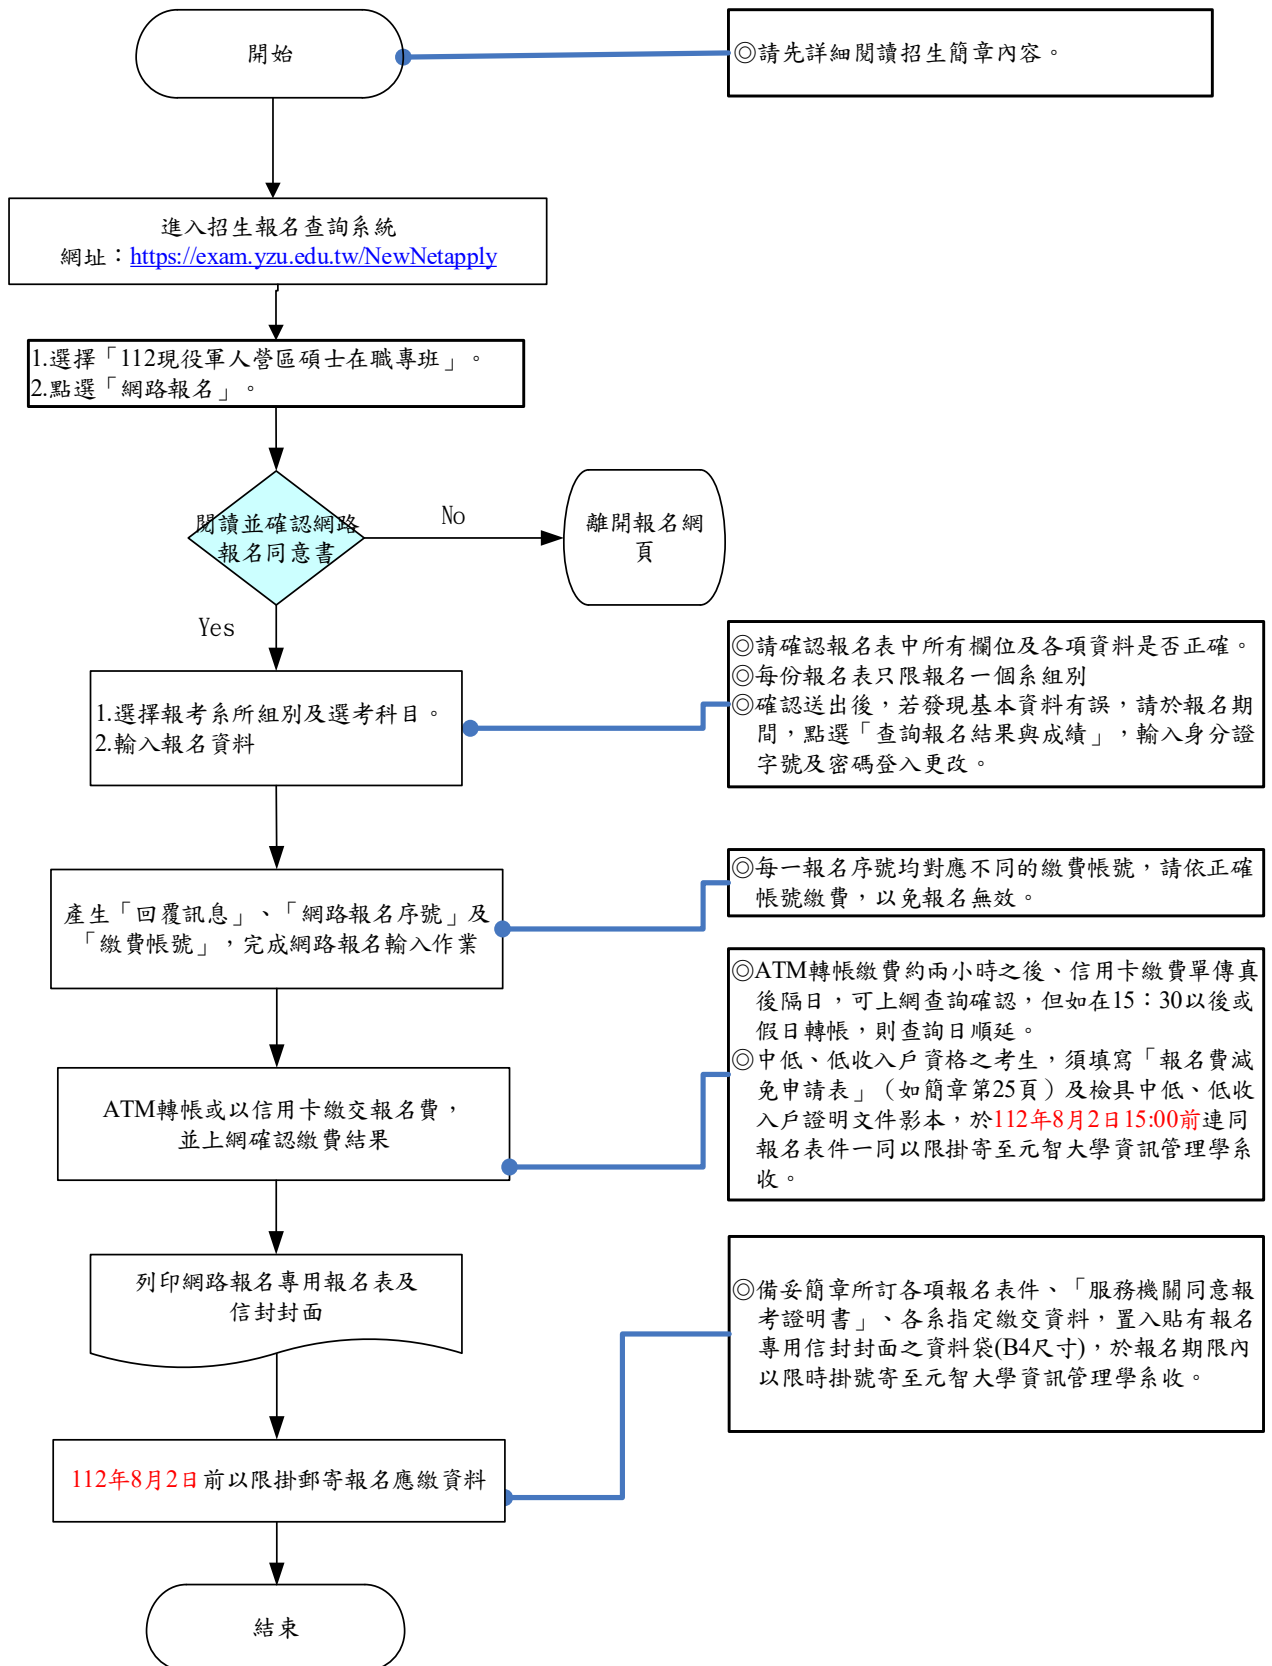 開始
◎請先詳細閱讀招生簡章內容。
進入招生報名查詢系統
網址：https://exam.yzu.edu.tw/NewNetapply
1.選擇「112現役軍人營區碩士在職專班」。
2.點選「網路報名」。
閱讀並確認網路
報名同意書
No
離開報名網
頁
Yes
1.選擇報考系所組別及選考科目。
2.輸入報名資料
◎請確認報名表中所有欄位及各項資料是否正確。
◎每份報名表只限報名一個系組別
◎確認送出後，若發現基本資料有誤，請於報名期
間，點選「查詢報名結果與成績」，輸入身分證
字號及密碼登入更改。
產生「回覆訊息」、「網路報名序號」及
「繳費帳號」，完成網路報名輸入作業
◎每一報名序號均對應不同的繳費帳號，請依正確
帳號繳費，以免報名無效。
ATM轉帳或以信用卡繳交報名費，
並上網確認繳費結果
◎ATM轉帳繳費約兩小時之後、信用卡繳費單傳真
後隔日，可上網查詢確認，但如在15：30以後或
假日轉帳，則查詢日順延。
◎中低、低收入戶資格之考生，須填寫「報名費減
免申請表」（如簡章第25頁）及檢具中低、低收
入戶證明文件影本，於112年8月2日15:00前連同
報名表件一同以限掛寄至元智大學資訊管理學系
收。
列印網路報名專用報名表及
信封封面
◎備妥簡章所訂各項報名表件、「服務機關同意報
考證明書」、各系指定繳交資料，置入貼有報名
專用信封封面之資料袋(B4尺寸)，於報名期限內
以限時掛號寄至元智大學資訊管理學系收。
112年8月2日前以限掛郵寄報名應繳資料
結束